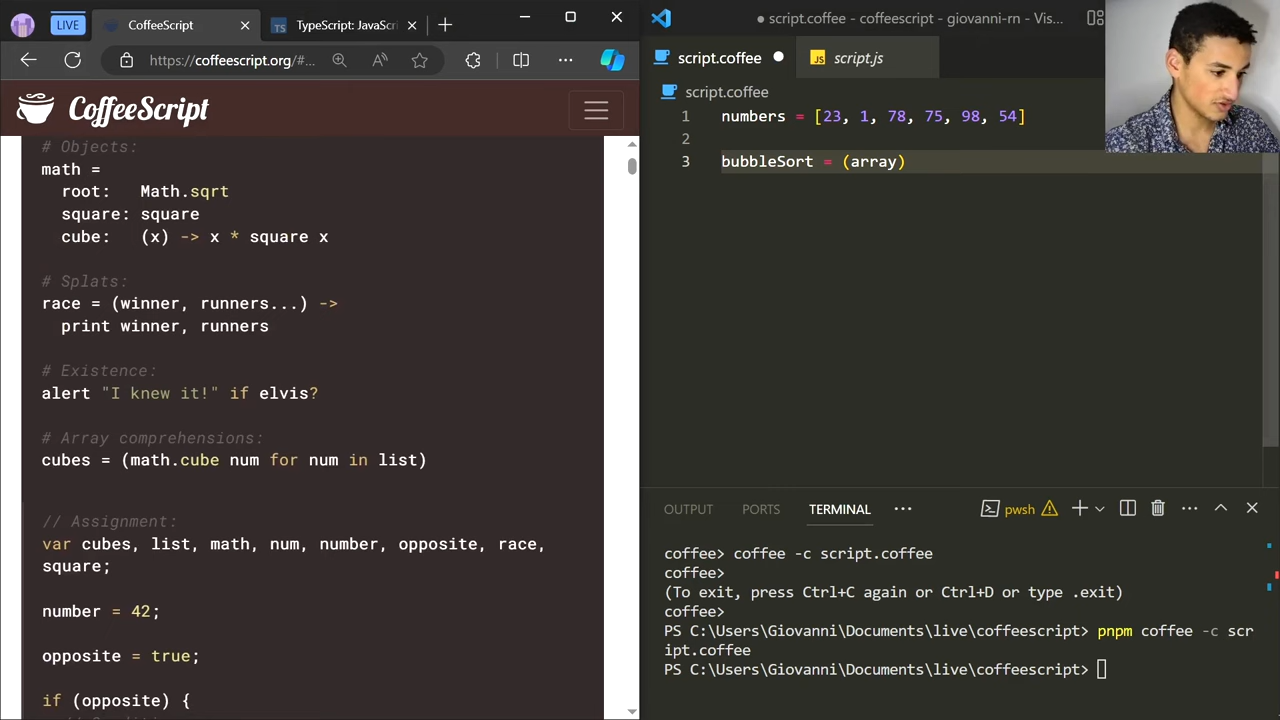 LIVE
CoffeeScript
TS TypeScript: JavaScri
https://coffeescript.org/#...
CoffeeScript
# Objects:
math =
root: Math.sqrt
square: square
cube: (x) -> x * square x
# Splats:
race = (winner, runners...) ->
print winner, runners
# Existence:
alert "I knew it!" if elvis?
# Array comprehensions:
cubes = (math.cube num for num in list)
// Assignment:
var cubes, list, math, num, number, opposite, race,
square;
number = 42;
opposite = true;
if (opposite) {
script.coffee - coffeescript - giovanni-rn - Vis...
script.coffee
JS script.js
script.coffee
1 numbers = [23, 1, 78, 75, 98, 54]
2
3 bubbleSort = (array)
OUTPUT PORTS TERMINAL ... pwsh
coffee> coffee -c script.coffee
coffee>
(To exit, press Ctrl+C again or Ctrl+D or type .exit)
coffee>
PS C:\Users\Giovanni\Documents\live\coffeescript> pnpm coffee -c scr
ipt.coffee
PS C:\Users\Giovanni\Documents\live\coffeescript>